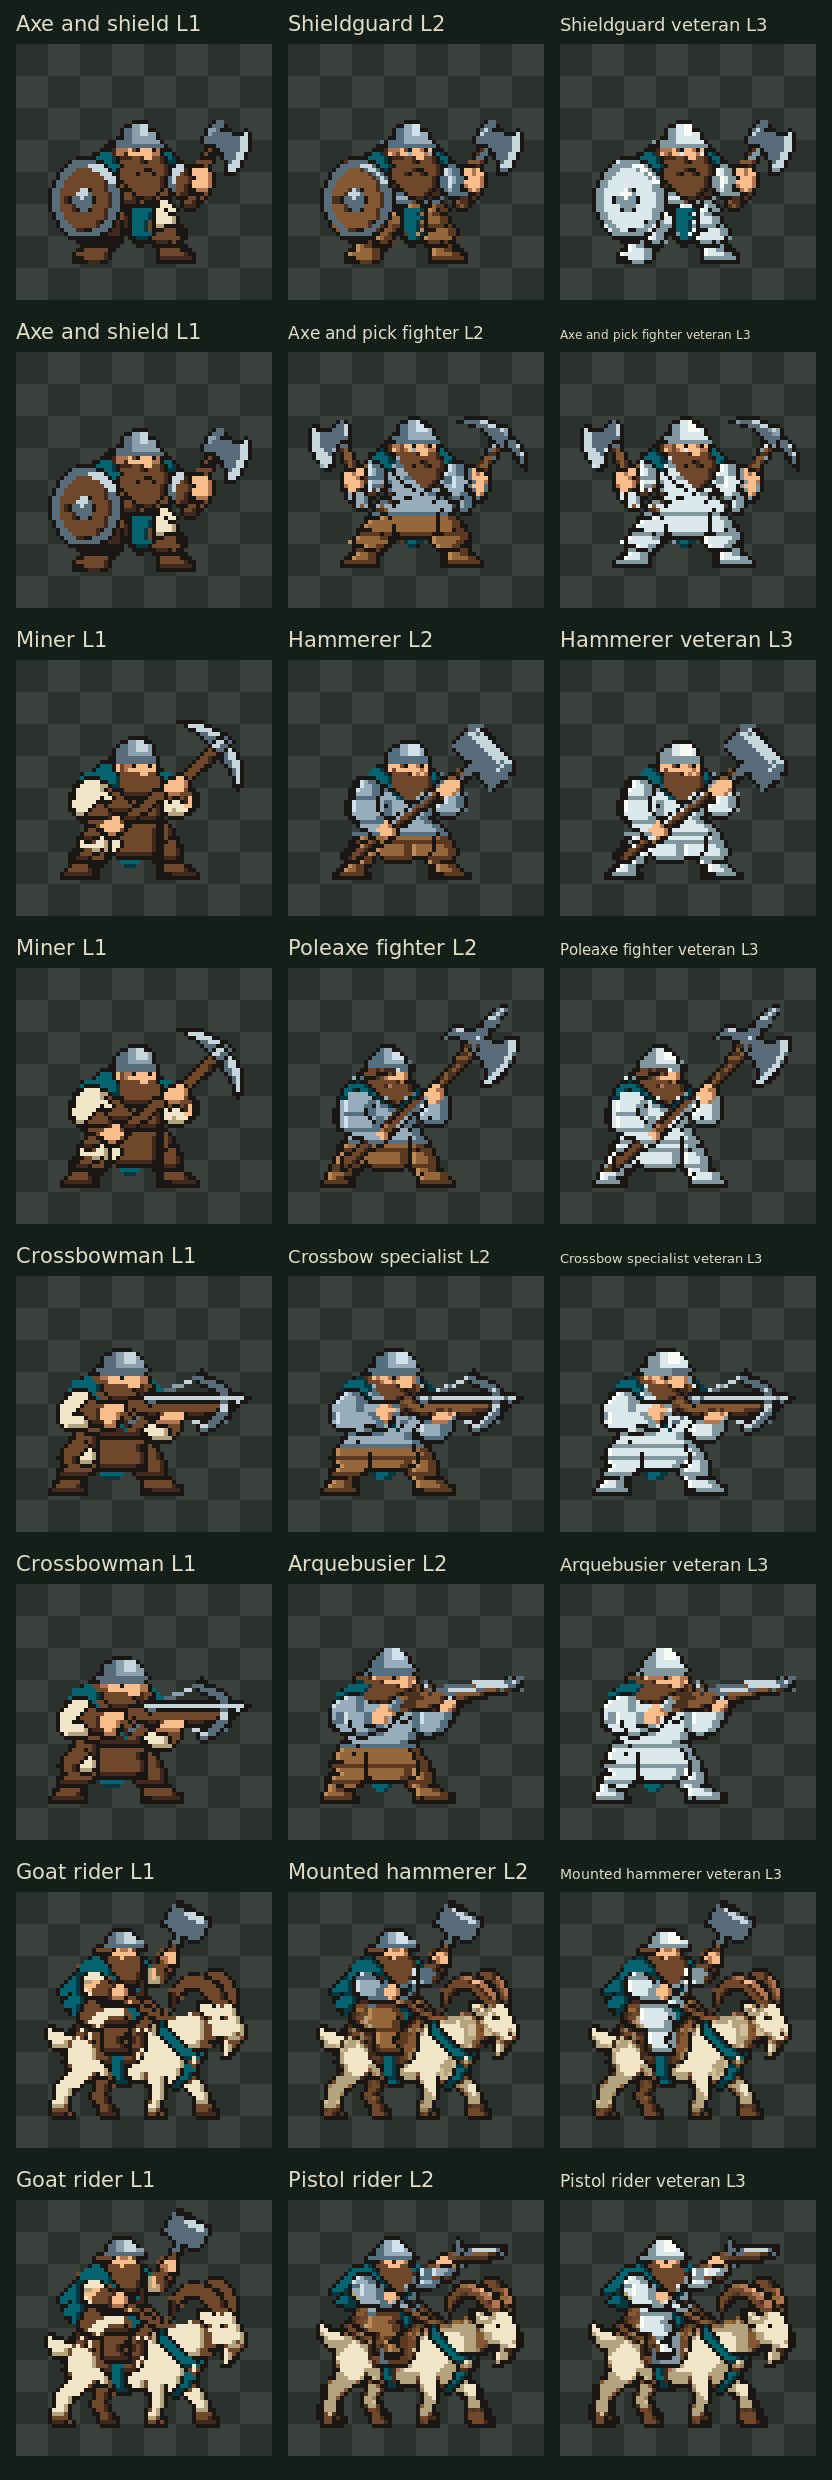 Axe and shield L1
Shieldguard L2
Shieldguard veteran L3
Axe and shield L1
Axe and pick fighter L2
Axe and pick fighter veteran L3
Miner L1
Hammerer L2
Hammerer veteran L3
Miner L1
Poleaxe fighter L2
Poleaxe fighter veteran L3
Crossbowman L1
Crossbow specialist L2
Crossbow specialist veteran L3
Crossbowman L1
Arquebusier L2
Arquebusier veteran L3
Goat rider L1
Mounted hammerer L2
Mounted hammerer veteran L3
Goat rider L1
Pistol rider L2
Pistol rider veteran L3